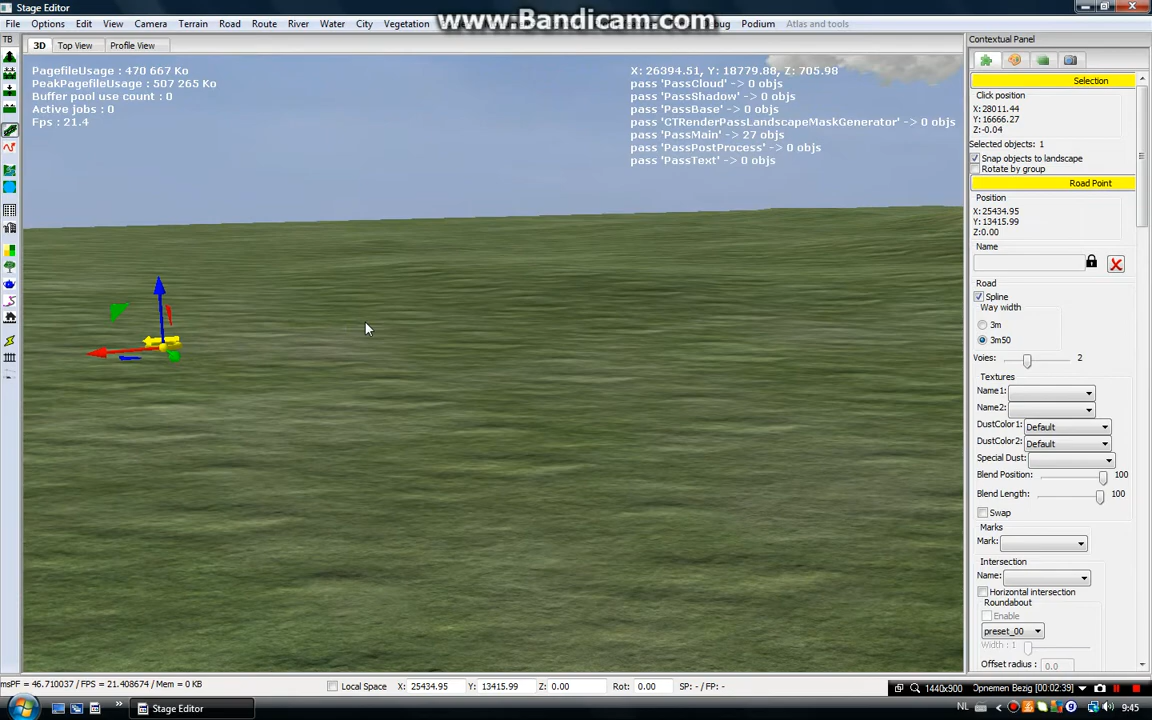 Stage Editor
www.Bandicam.com
File Options Edit View Camera Terrain Road Route River Water City Vegetation bug Podium Atlas and tools
TB 3D Top View Profile View
Contextual Panel
PagefileUsage : 470 667 Ko
PeakPagefileUsage : 507 265 Ko
Buffer pool use count : 0
Active jobs : 0
Fps : 21.4
X: 26394.51, Y: 18779.88, Z: 705.98
pass 'PassCloud' -> 0 objs
pass 'PassShadow' -> 0 objs
pass 'PassBase' -> 0 objs
pass 'CTRenderPassLandscapeMaskGenerator' -> 0 objs
pass 'PassMain' -> 27 objs
pass 'PassPostProcess' -> 0 objs
pass 'PassText' -> 0 objs
Selection
Click position
X:28011.44
Y:16666.27
Z:-0.04
Selected objects: 1
Snap objects to landscape
Rotate by group
Road Point
Position
X:25434.95
Y:13415.99
Z:0.00
Name
Road
Spline
Way width
3m
3m50
Voies: 2
Textures
Name1:
Name2:
DustColor1: Default
DustColor2: Default
Special Dust:
Blend Position: 100
Blend Length: 100
Swap
Marks
Mark:
Intersection
Name:
Horizontal intersection
Roundabout
Enable
preset_00
Width : 1
Offset radius : 0.0
msPF = 46.710037 / FPS = 21.408674 / Mem = 0 KB
Local Space X: 25434.95 Y: 13415.99 Z: 0.00 Rot: 0.00 SP: - / FP: -
1440x900 Opnemen Bezig [00:02:39]
Stage Editor
NL
9:45